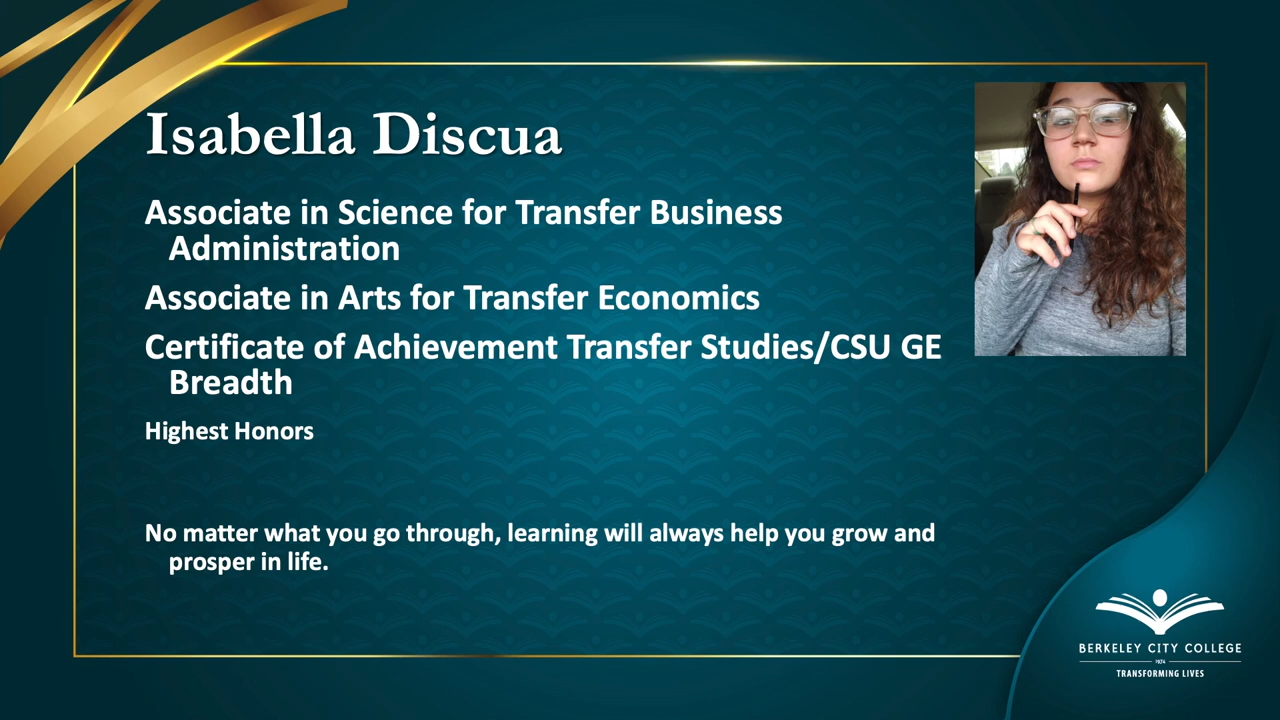 Isabella Discua
Associate in Science for Transfer Business
Administration
Associate in Arts for Transfer Economics
Certificate of Achievement Transfer Studies/CSU GE
Breadth
Highest Honors
No matter what you go through, learning will always help you grow and
prosper in life.
BERKELEY CITY COLLEGE
1974
TRANSFORMING LIVES